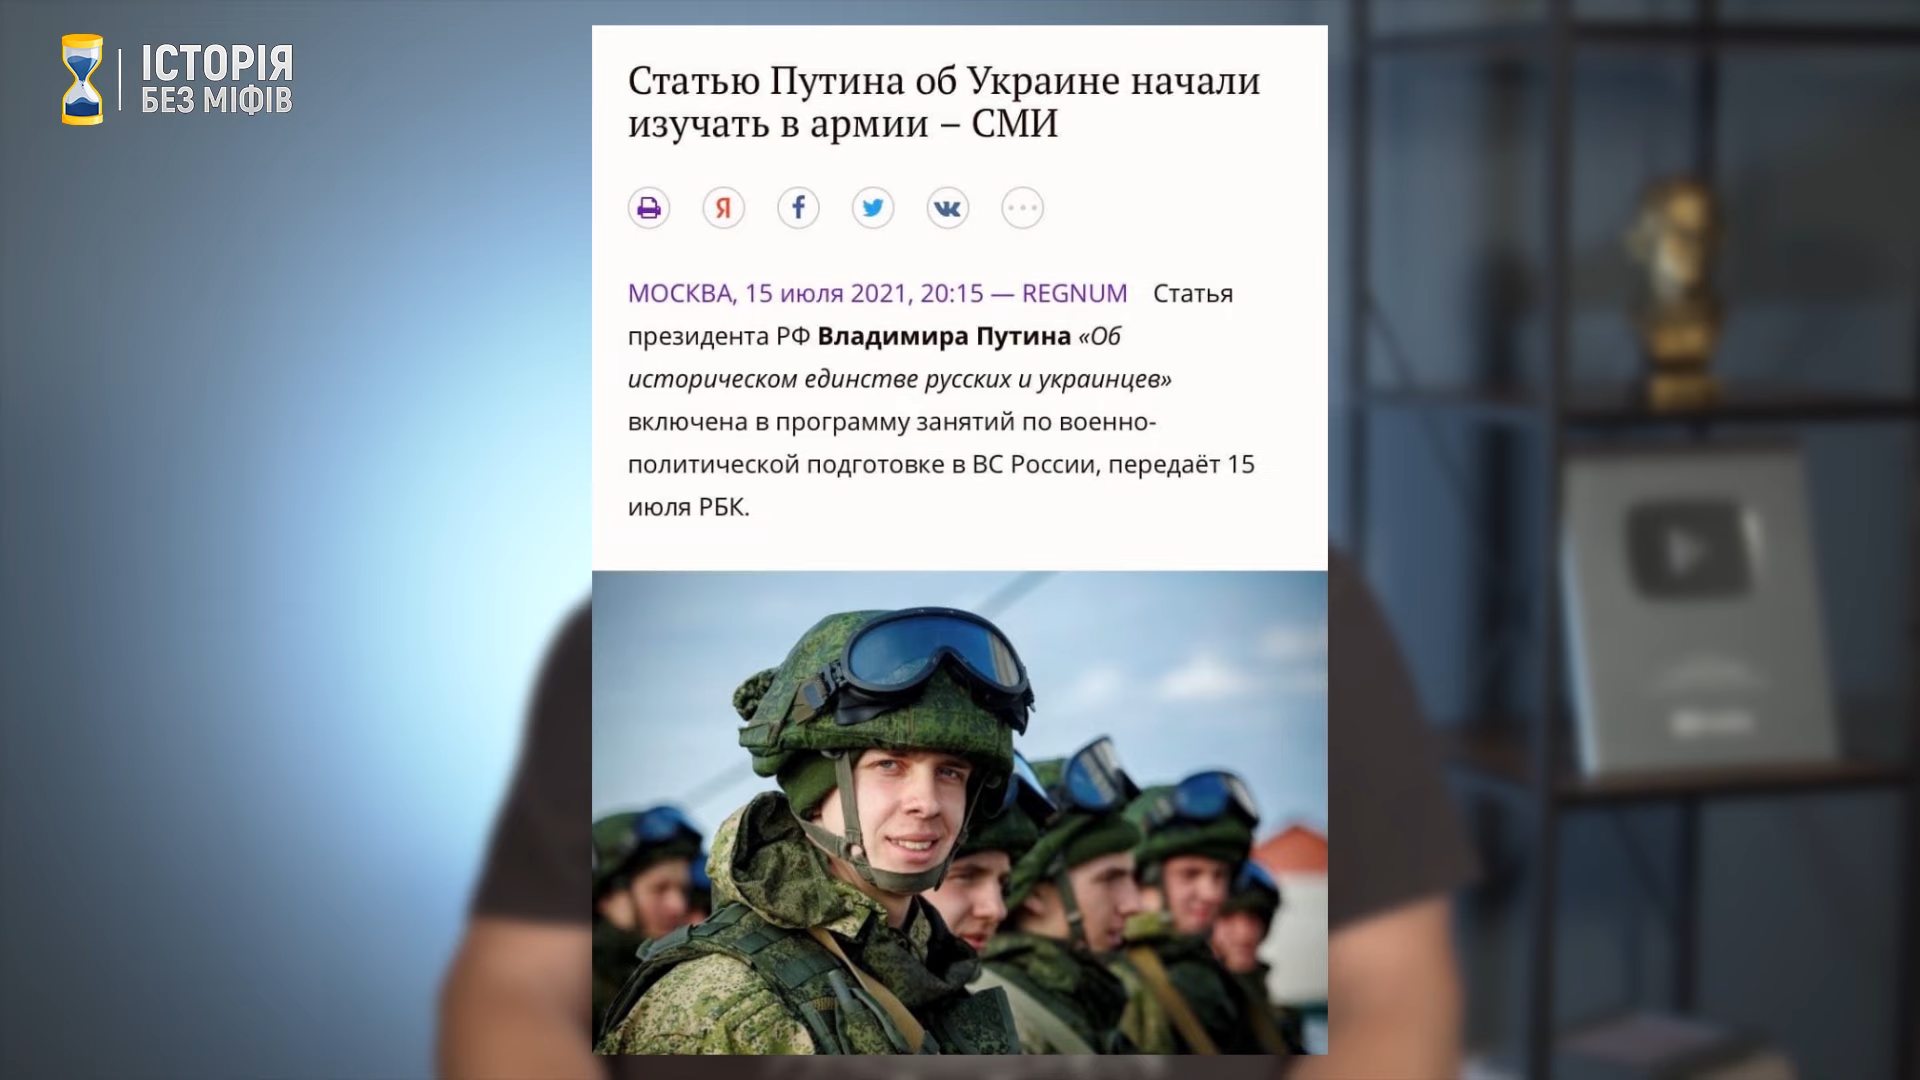 ІСТОРІЯ
БЕЗ МІФІВ
Статью Путина об Украине начали
изучать в армии – СМИ
МОСКВА, 15 июля 2021, 20:15 — REGNUM Статья
президента РФ Владимира Путина «Об
историческом единстве русских и украинцев»
включена в программу занятий по военно-
политической подготовке в ВС России, передаёт 15
июля РБК.